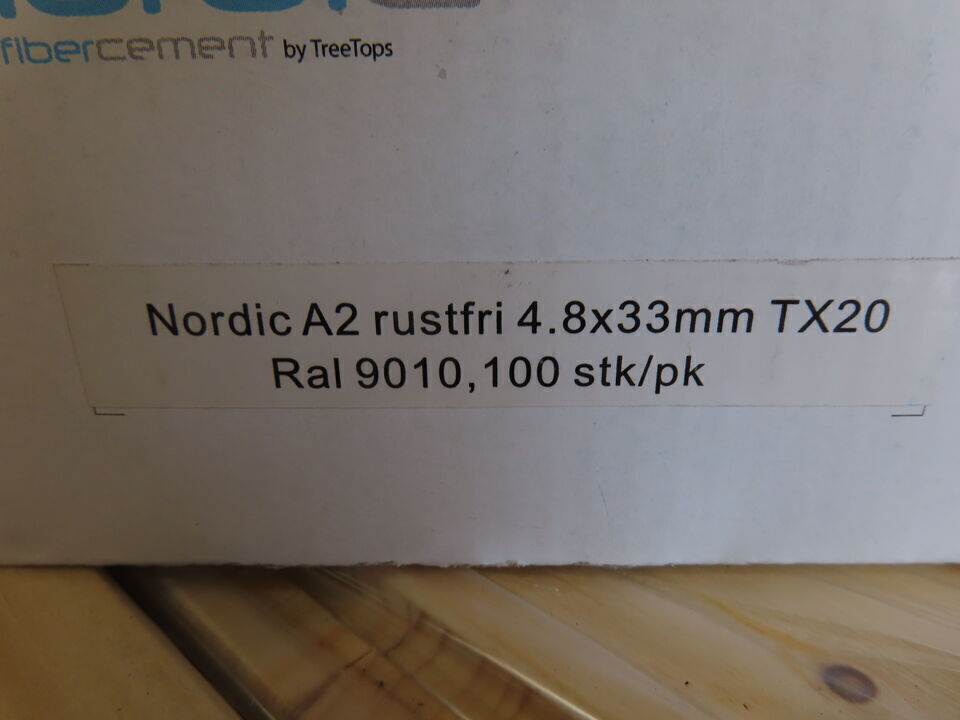 fibercement by TreeTops
Nordic A2 rustfri 4.8x33mm TX20
Ral 9010,100 stk/pk